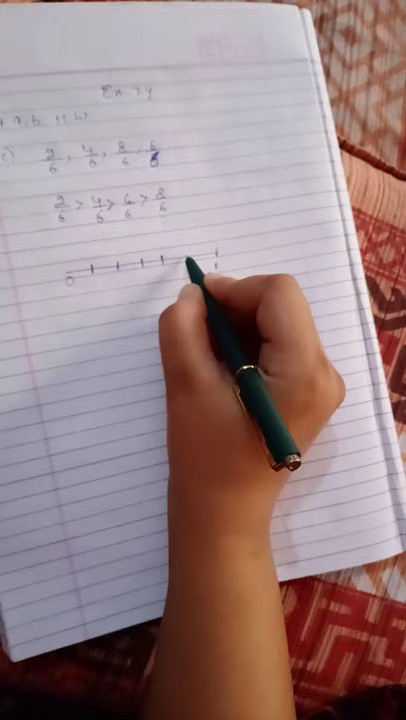 Ex. 7.4
c) 2/6, 4/6, 8/6, 6/6
2/6 > 4/6 > 6/6 > 8/6
0 1